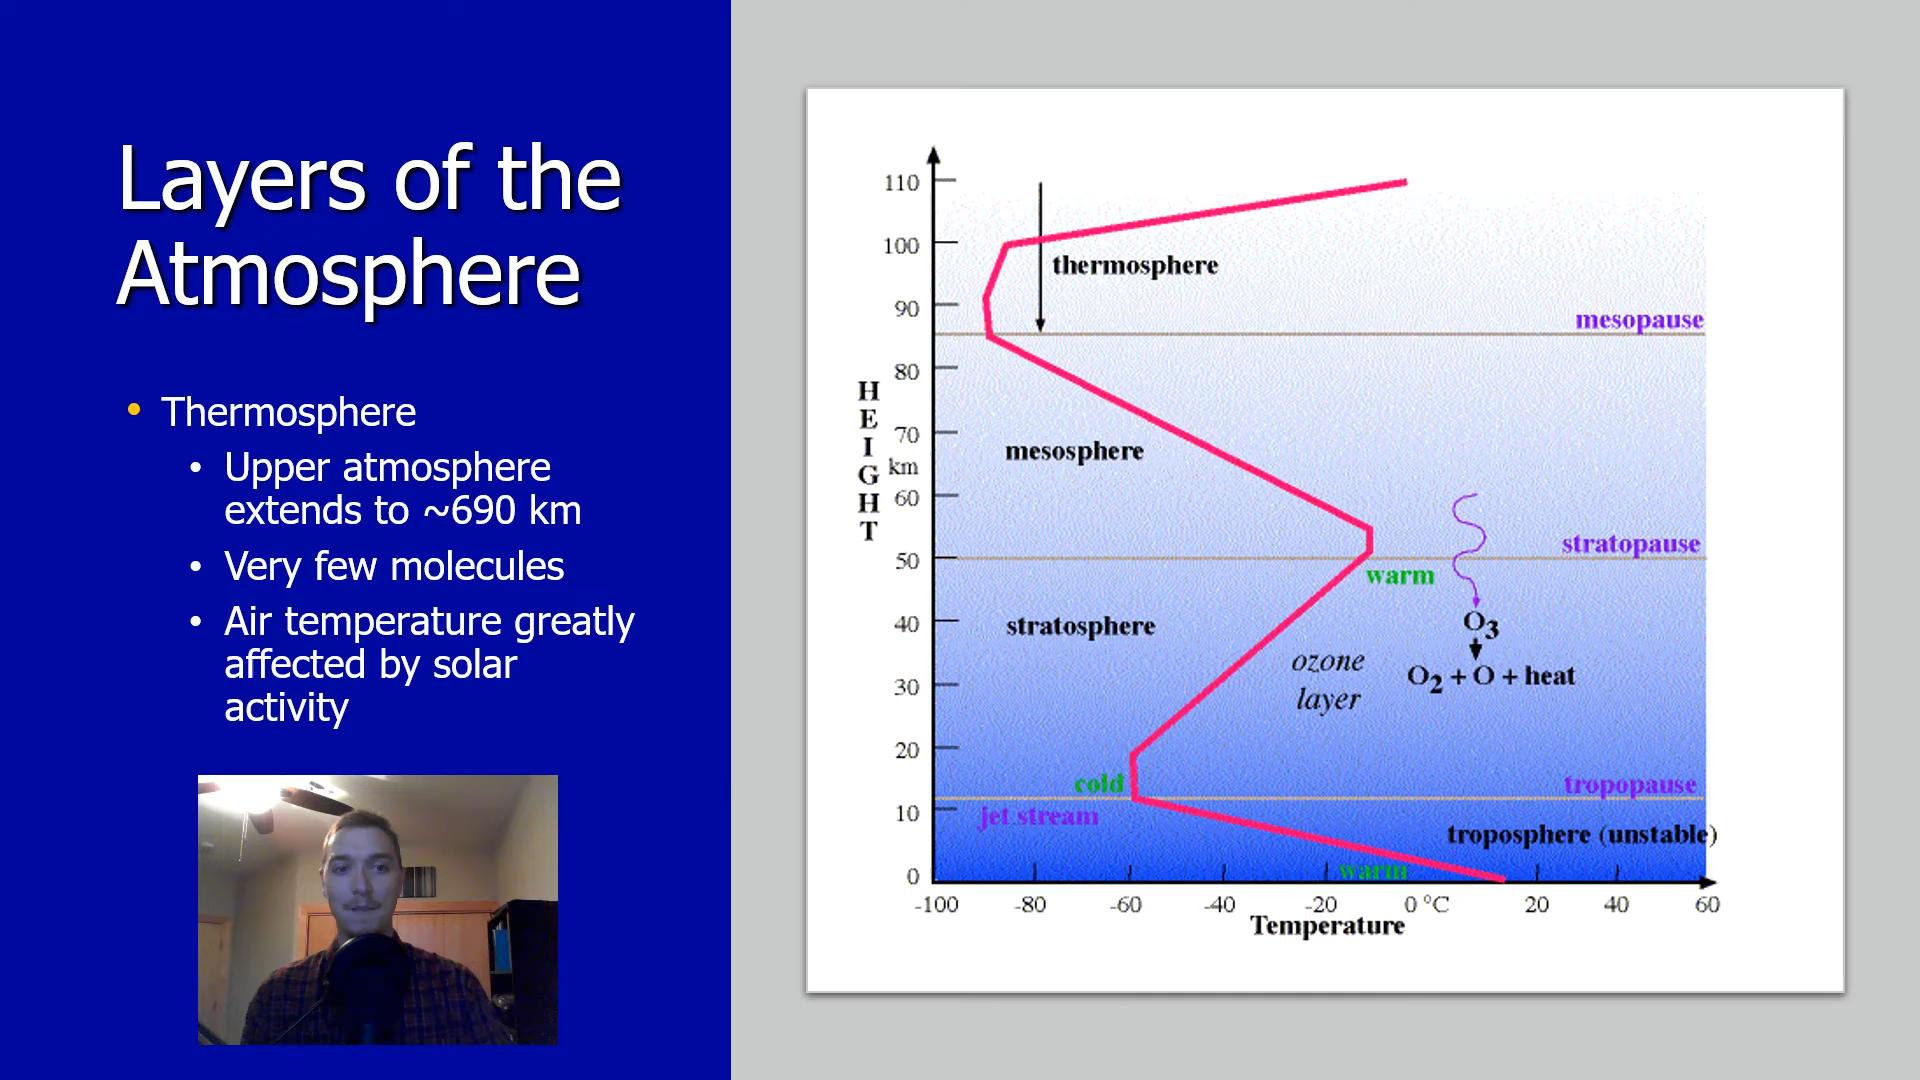 Layers of the
Atmosphere
• Thermosphere
• Upper atmosphere
extends to ~690 km
• Very few molecules
• Air temperature greatly
affected by solar
activity
110
100
thermosphere
90
mesopause
80
HEIGHT
70
mesosphere
km
60
stratopause
50
warm
40
stratosphere
O3
ozone
layer
O2 + O + heat
30
20
cold
tropopause
10
jet stream
troposphere (unstable)
warm
0
-100 -80 -60 -40 -20 0 °C 20 40 60
Temperature